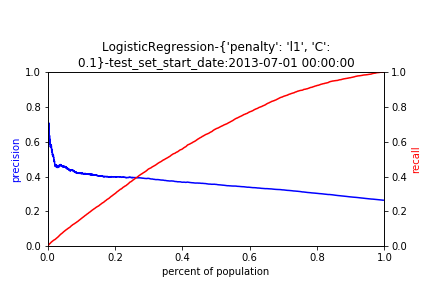 LogisticRegression-{'penalty': 'l1', 'C':
0.1}-test_set_start_date:2013-07-01 00:00:00
1.0 1.0
0.8 0.8
0.6 0.6
precision recall
0.4 0.4
0.2 0.2
0.0 0.0
0.0 0.2 0.4 0.6 0.8 1.0
percent of population